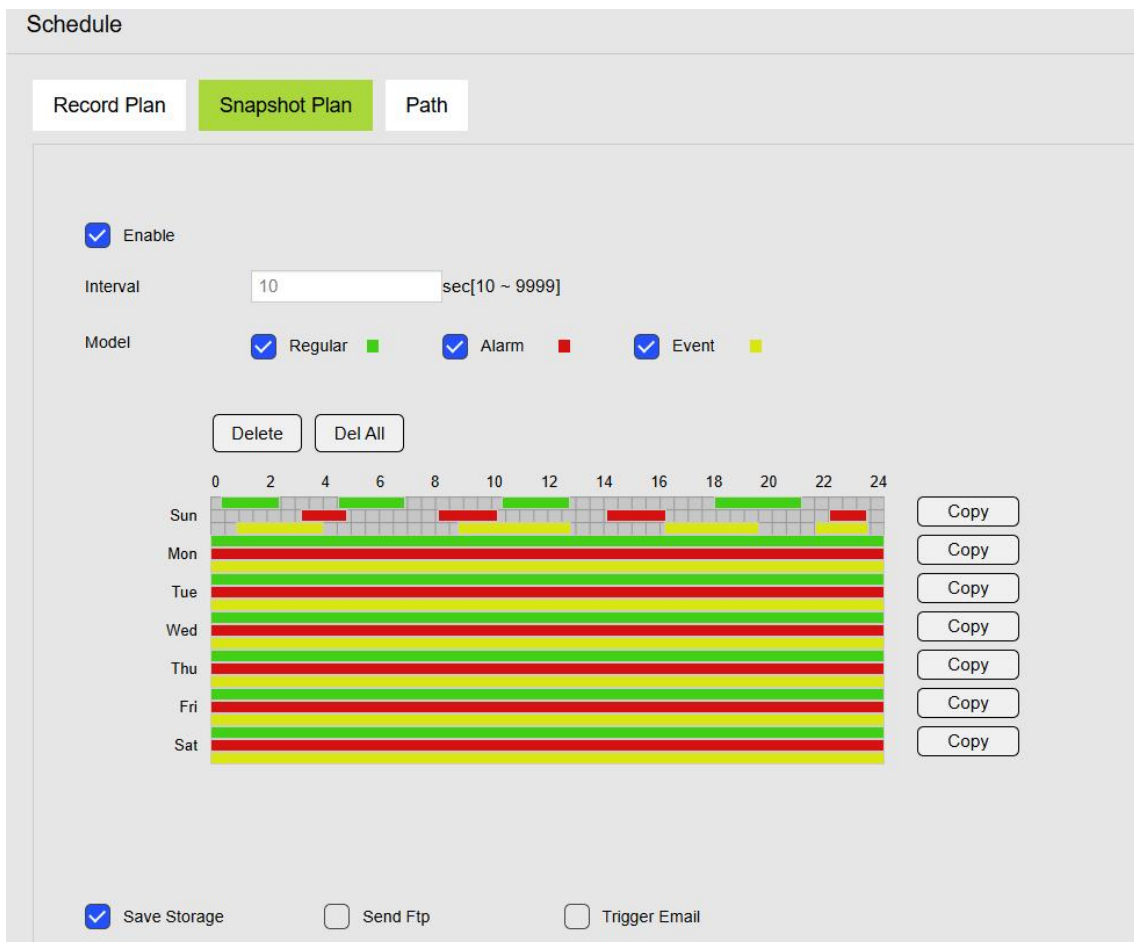 Schedule
Record Plan Snapshot Plan Path
Enable
Interval 10 sec[10 ~ 9999]
Model Regular Alarm Event
Delete Del All
0 2 4 6 8 10 12 14 16 18 20 22 24
Sun Copy
Mon Copy
Tue Copy
Wed Copy
Thu Copy
Fri Copy
Sat Copy
Save Storage Send Ftp Trigger Email